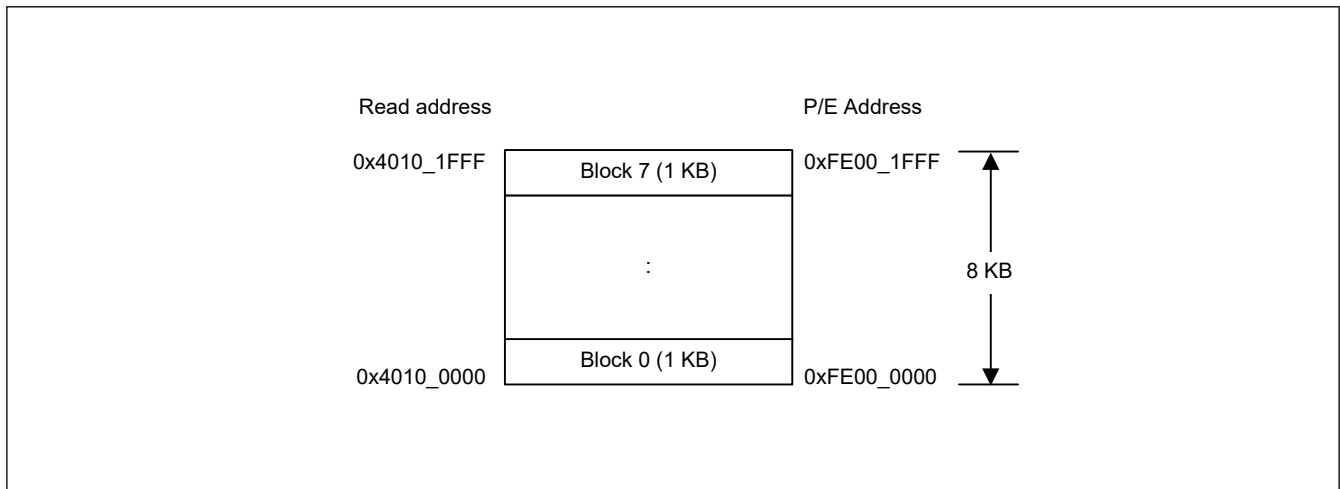 Read address P/E Address
0x4010_1FFF Block 7 (1 KB) 0xFE00_1FFF
: 8 KB
0x4010_0000 Block 0 (1 KB) 0xFE00_0000